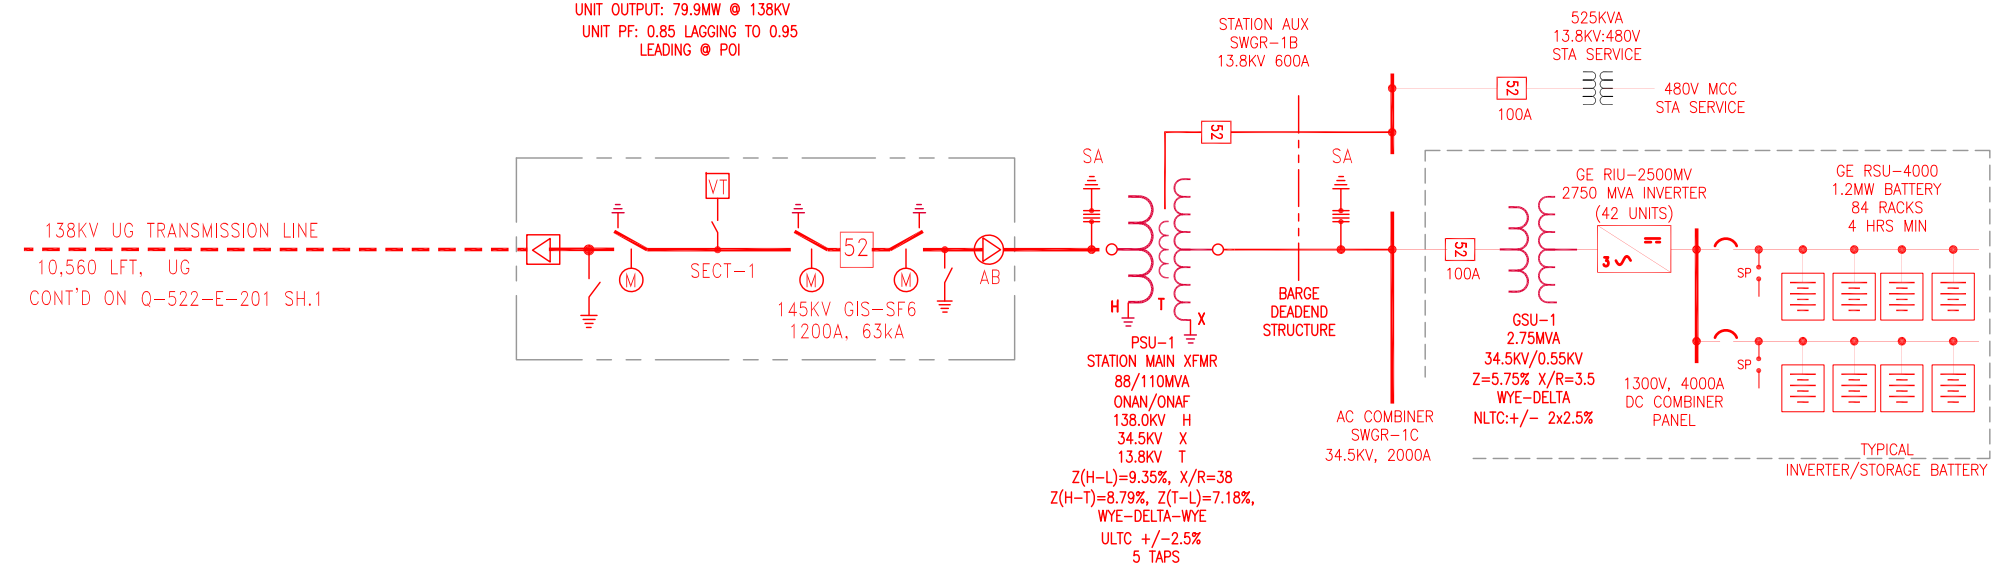 UNIT OUTPUT: 79.9MW @ 138KV
UNIT PF: 0.85 LAGGING TO 0.95
LEADING @ POI
138KV UG TRANSMISSION LINE
10,560 LFT, UG
CONT'D ON Q-522-E-201 SH.1
VT
M
SECT-1
M
52
M
145KV GIS-SF6
1200A, 63kA
AB
SA
H
T
X
PSU-1
STATION MAIN XFMR
88/110MVA
ONAN/ONAF
138.0KV H
34.5KV X
13.8KV T
Z(H-L)=9.35%, X/R=38
Z(H-T)=8.79%, Z(T-L)=7.18%,
WYE-DELTA-WYE
ULTC +/-2.5%
5 TAPS
52
STATION AUX
SWGR-1B
13.8KV 600A
BARGE
DEADEND
STRUCTURE
SA
AC COMBINER
SWGR-1C
34.5KV, 2000A
52
100A
525KVA
13.8KV:480V
STA SERVICE
480V MCC
STA SERVICE
52
100A
GSU-1
2.75MVA
34.5KV/0.55KV
Z=5.75% X/R=3.5
WYE-DELTA
NLTC:+/- 2x2.5%
GE RIU-2500MV
2750 MVA INVERTER
(42 UNITS)
3
1300V, 4000A
DC COMBINER
PANEL
SP
SP
GE RSU-4000
1.2MW BATTERY
84 RACKS
4 HRS MIN
TYPICAL
INVERTER/STORAGE BATTERY